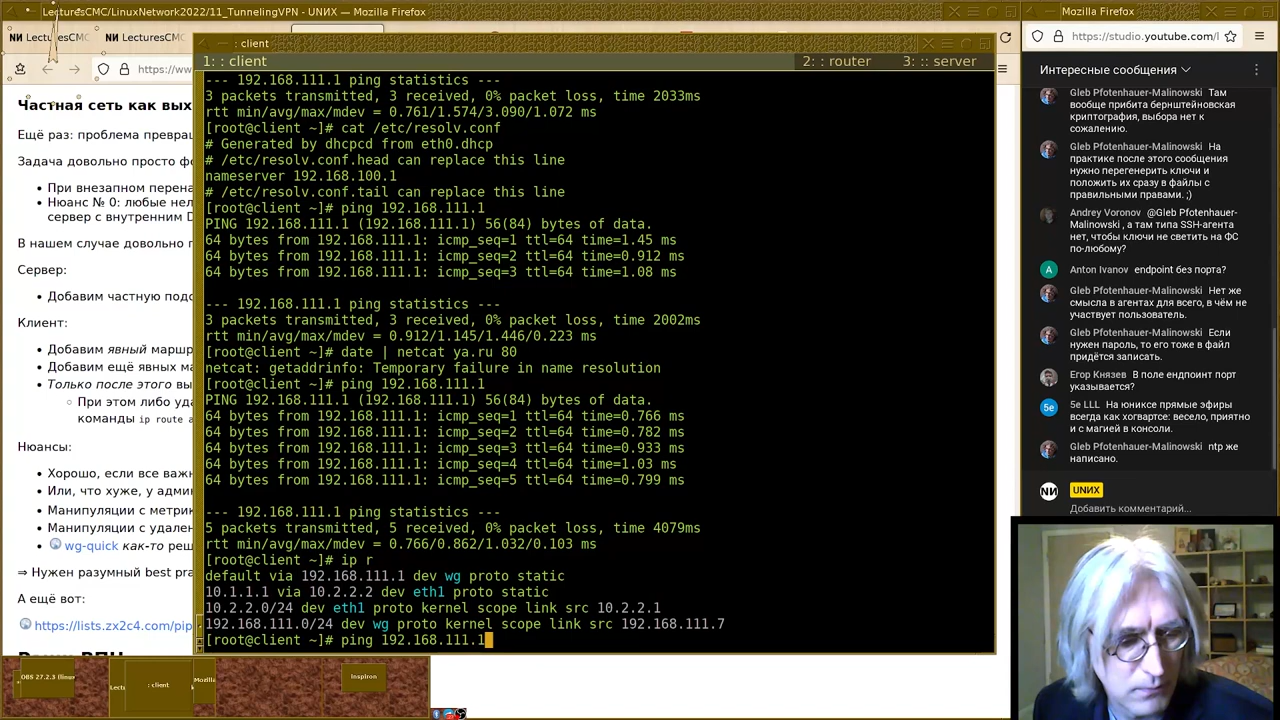 LecturesCMC/LinuxNetwork2022/11_TunnelingVPN - UNИX — Mozilla Firefox
Mozilla Firefox
LecturesCMC
LecturesCMC
https://ww
https://studio.youtube.com/l
: client
1: : client
2: : router
3: :: server
Частная сеть как вых
Ещё раз: проблема преврац
Задача довольно просто фо
При внезапном перена
Нюанс № 0: любые нел
сервер с внутренним D
В нашем случае довольно г
Сервер:
Добавим частную подс
Клиент:
Добавим явный маршр
Добавим ещё явных ма
Только после этого вы
При этом либо уда
команды ip route a
Нюансы:
Хорошо, если все важн
Или, что хуже, у админ
Манипуляции с метрик
Манипуляции с удален
wg-quick как-то реш
⇒ Нужен разумный best pra
А ещё вот:
https://lists.zx2c4.com/pip
--- 192.168.111.1 ping statistics ---
3 packets transmitted, 3 received, 0% packet loss, time 2033ms
rtt min/avg/max/mdev = 0.761/1.574/3.090/1.072 ms
[root@client ~]# cat /etc/resolv.conf
# Generated by dhcpcd from eth0.dhcp
# /etc/resolv.conf.head can replace this line
nameserver 192.168.100.1
# /etc/resolv.conf.tail can replace this line
[root@client ~]# ping 192.168.111.1
PING 192.168.111.1 (192.168.111.1) 56(84) bytes of data.
64 bytes from 192.168.111.1: icmp_seq=1 ttl=64 time=1.45 ms
64 bytes from 192.168.111.1: icmp_seq=2 ttl=64 time=0.912 ms
64 bytes from 192.168.111.1: icmp_seq=3 ttl=64 time=1.08 ms
--- 192.168.111.1 ping statistics ---
3 packets transmitted, 3 received, 0% packet loss, time 2002ms
rtt min/avg/max/mdev = 0.912/1.145/1.446/0.223 ms
[root@client ~]# date | netcat ya.ru 80
netcat: getaddrinfo: Temporary failure in name resolution
[root@client ~]# ping 192.168.111.1
PING 192.168.111.1 (192.168.111.1) 56(84) bytes of data.
64 bytes from 192.168.111.1: icmp_seq=1 ttl=64 time=0.766 ms
64 bytes from 192.168.111.1: icmp_seq=2 ttl=64 time=0.782 ms
64 bytes from 192.168.111.1: icmp_seq=3 ttl=64 time=0.933 ms
64 bytes from 192.168.111.1: icmp_seq=4 ttl=64 time=1.03 ms
64 bytes from 192.168.111.1: icmp_seq=5 ttl=64 time=0.799 ms
--- 192.168.111.1 ping statistics ---
5 packets transmitted, 5 received, 0% packet loss, time 4079ms
rtt min/avg/max/mdev = 0.766/0.862/1.032/0.103 ms
[root@client ~]# ip r
default via 192.168.111.1 dev wg proto static
10.1.1.1 via 10.2.2.2 dev eth1 proto static
10.2.2.0/24 dev eth1 proto kernel scope link src 10.2.2.1
192.168.111.0/24 dev wg proto kernel scope link src 192.168.111.7
[root@client ~]# ping 192.168.111.1
Интересные сообщения
Gleb Pfotenhauer-Malinowski Там
вообще прибита бернштейновская
криптография, выбора нет к
сожалению.
Gleb Pfotenhauer-Malinowski На
практике после этого сообщения
нужно перегенерить ключи и
положить их сразу в файлы с
правильными правами. ;)
Andrey Voronov @Gleb Pfotenhauer-
Malinowski , а там типа SSH-агента
нет, чтобы ключи не светить на ФС
по-любому?
A Anton Ivanov endpoint без порта?
Gleb Pfotenhauer-Malinowski Нет же
смысла в агентах для всего, в чём не
участвует пользователь.
Gleb Pfotenhauer-Malinowski Если
нужен пароль, то его тоже в файл
придётся записать.
Егор Князев В поле ендпоинт порт
указывается?
5e 5e LLL На юниксе прямые эфиры
всегда как хогвартсе: весело, приятно
и с магией в консоли.
Gleb Pfotenhauer-Malinowski ntp же
написано.
NИ UNИX
Добавить комментарий...
OBS 27.2.3 (linux
Lectu
: client
Mozilla
Inspiron